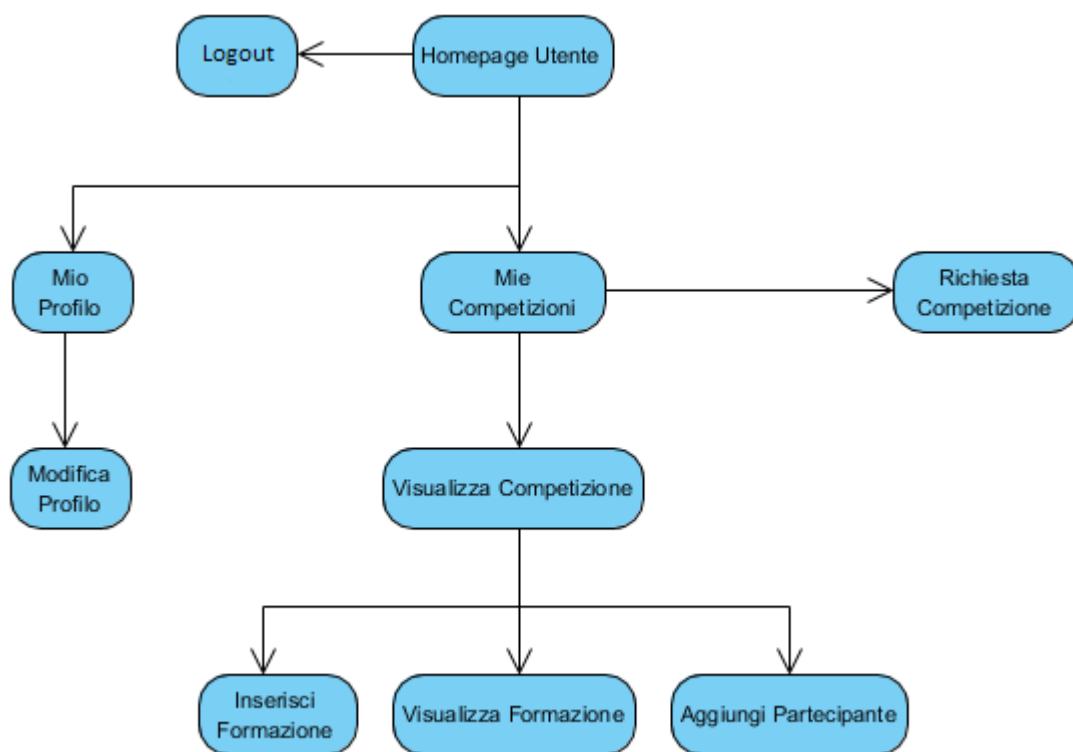 Logout
Homepage Utente
Mio
Profilo
Mie
Competizioni
Richiesta
Competizione
Modifica
Profilo
Visualizza Competizione
Inserisci
Formazione
Visualizza Formazione
Aggiungi Partecipante